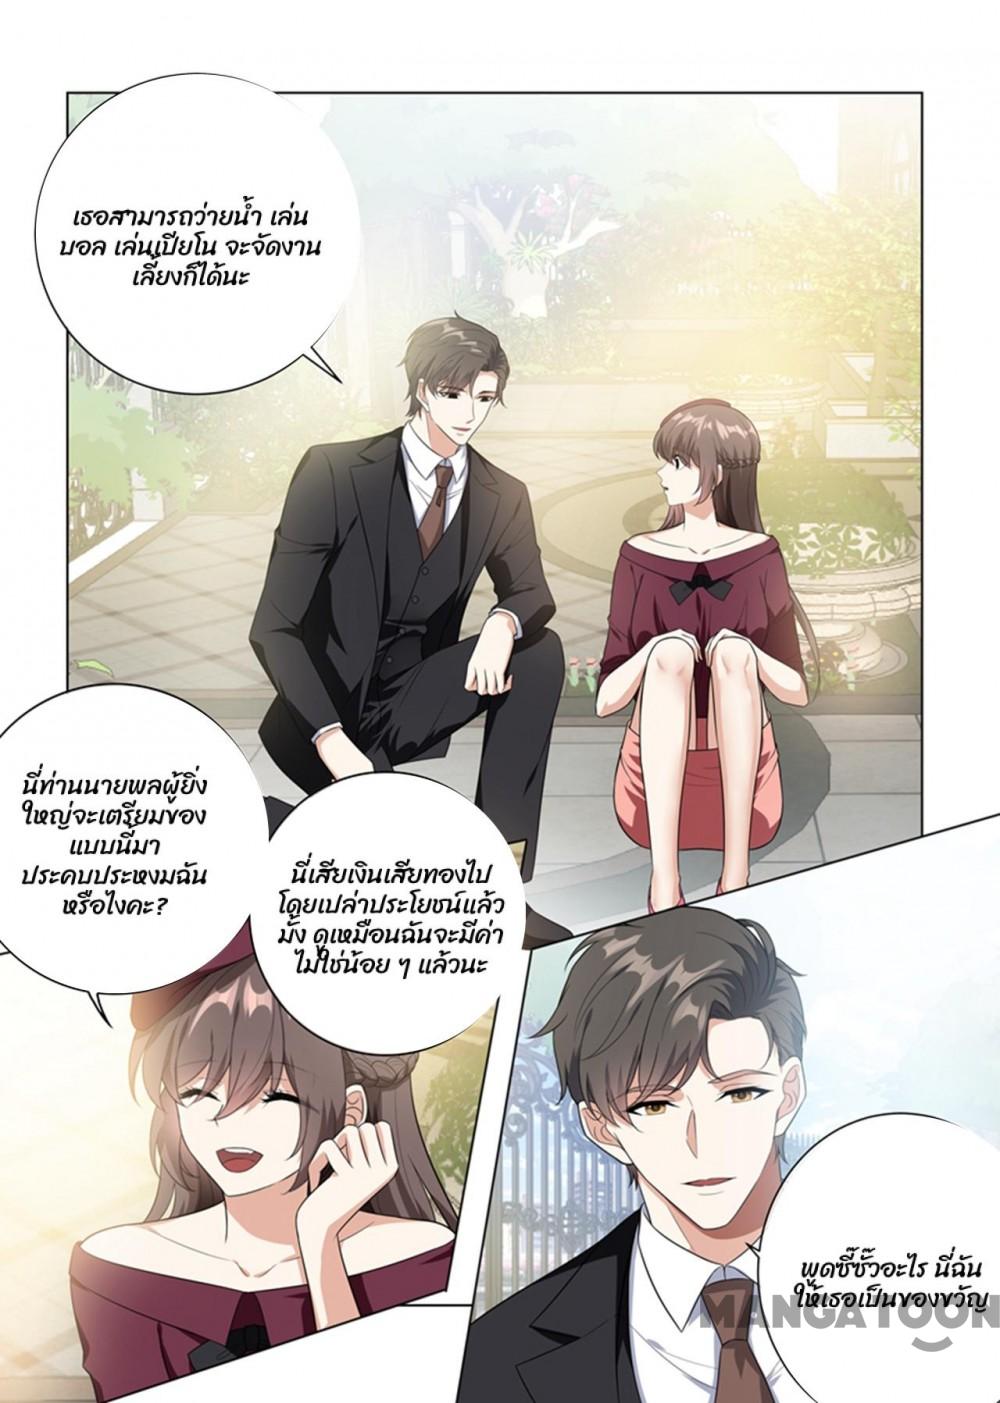 เธอสามารถว่ายน้ำ เล่น
บอล เล่นเปียโน จะจัดงาน
เลี้ยงก็ได้นะ
นี่ท่านนายพลผู้ยิ่ง
ใหญ่จะเตรียมของ
แบบนี้มา
ประคบประหงมฉัน
หรือไงคะ?
นี่เสียเงินเสียทองไป
โดยเปล่าประโยชน์แล้ว
มั้ง ดูเหมือนฉันจะมีค่า
ไม่ใช่น้อย ๆ แล้วนะ
พูดซี๊ซั๊วอะไร นี่ฉัน
ให้เธอเป็นของขวัญ
MANGATOON